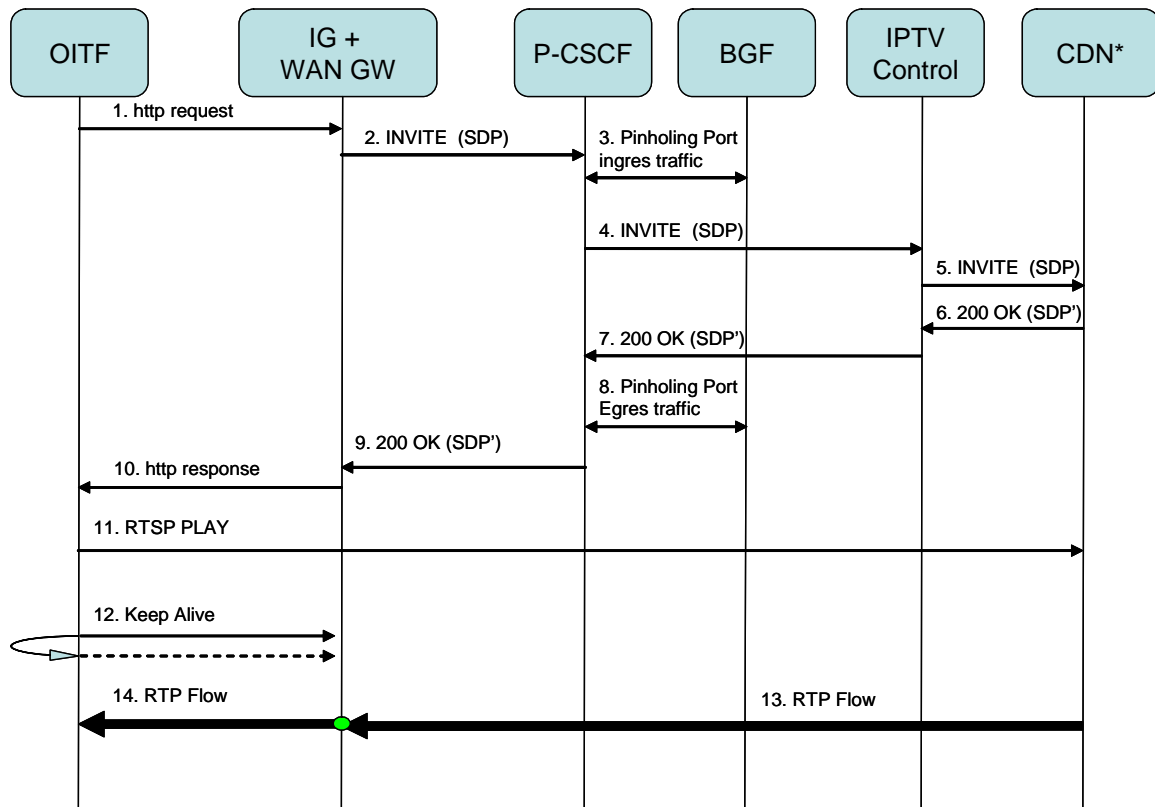 OITF
IG +
WAN GW
P-CSCF
BGF
IPTV
Control
CDN*
1. http request
2. INVITE (SDP)
3. Pinholing Port
ingres traffic
4. INVITE (SDP)
5. INVITE (SDP)
6. 200 OK (SDP')
7. 200 OK (SDP')
8. Pinholing Port
Egres traffic
9. 200 OK (SDP')
10. http response
11. RTSP PLAY
12. Keep Alive
14. RTP Flow
13. RTP Flow